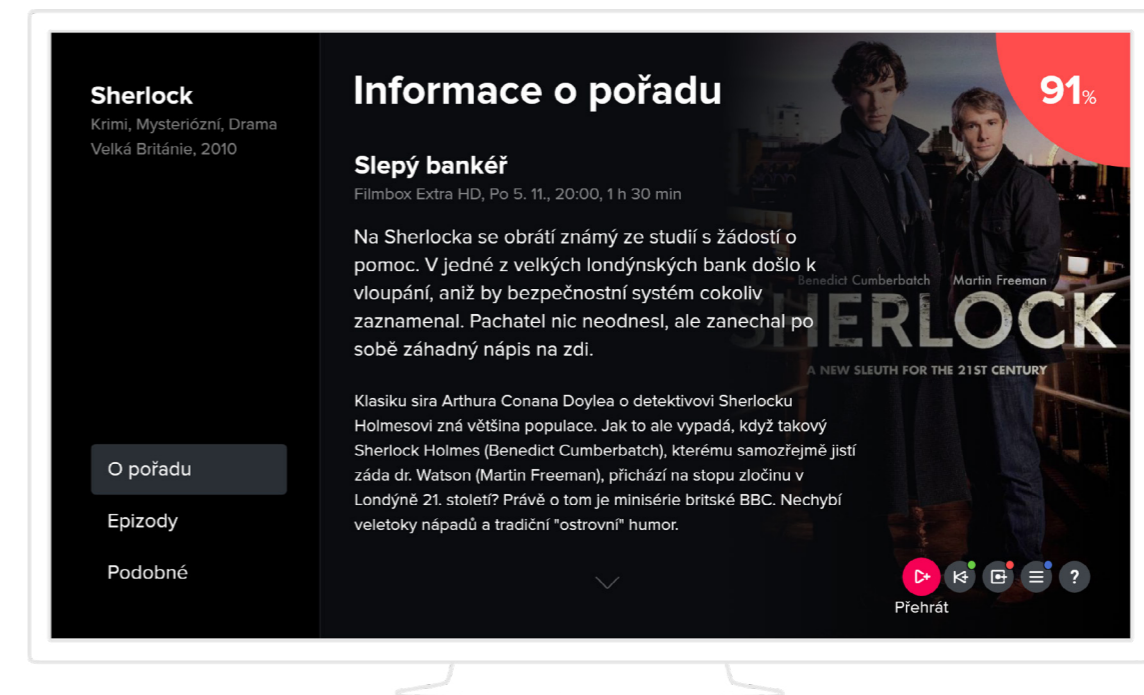 Sherlock
Krimi, Mysteriózní, Drama
Velká Británie, 2010
O pořadu
Epizody
Podobné
Informace o pořadu
91%
Slepý bankéř
Filmbox Extra HD, Po 5. 11., 20:00, 1 h 30 min
Na Sherlocka se obrátí známý ze studií s žádostí o
pomoc. V jedné z velkých londýnských bank došlo k
vloupání, aniž by bezpečnostní systém cokoliv
zaznamenal. Pachatel nic neodnesl, ale zanechal po
sobě záhadný nápis na zdi.
Klasiku sira Arthura Conana Doylea o detektivovi Sherlocku
Holmesovi zná většina populace. Jak to ale vypadá, když takový
Sherlock Holmes (Benedict Cumberbatch), kterému samozřejmě jistí
záda dr. Watson (Martin Freeman), přichází na stopu zločinu v
Londýně 21. století? Právě o tom je minisérie britské BBC. Nechybí
veletoky nápadů a tradiční "ostrovní" humor.
Benedict Cumberbatch Martin Freeman
SHERLOCK
A NEW SLEUTH FOR THE 21ST CENTURY
?
Přehrát